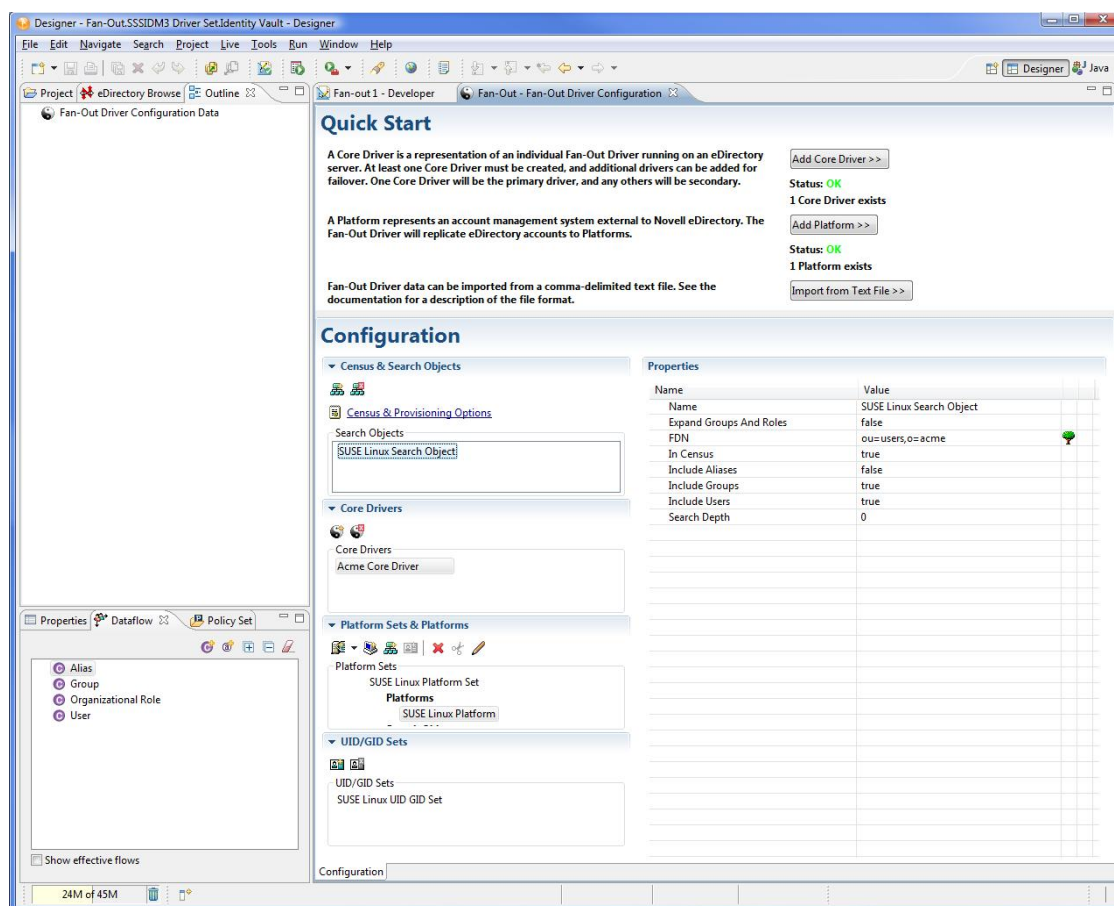 Designer - Fan-Out.SSSIDM3 Driver Set.Identity Vault - Designer
File Edit Navigate Search Project Live Tools Run Window Help
Designer Java
Project eDirectory Browse Outline
Fan-out 1 - Developer Fan-Out - Fan-Out Driver Configuration
Fan-Out Driver Configuration Data
Quick Start
A Core Driver is a representation of an individual Fan-Out Driver running on an eDirectory
server. At least one Core Driver must be created, and additional drivers can be added for
failover. One Core Driver will be the primary driver, and any others will be secondary.
Add Core Driver >>
Status: OK
1 Core Driver exists
A Platform represents an account management system external to Novell eDirectory. The
Fan-Out Driver will replicate eDirectory accounts to Platforms.
Add Platform >>
Status: OK
1 Platform exists
Fan-Out Driver data can be imported from a comma-delimited text file. See the
documentation for a description of the file format.
Import from Text File >>
Configuration
Census & Search Objects
Census & Provisioning Options
Search Objects
SUSE Linux Search Object
Core Drivers
Core Drivers
Acme Core Driver
Platform Sets & Platforms
Platform Sets
SUSE Linux Platform Set
Platforms
SUSE Linux Platform
UID/GID Sets
UID/GID Sets
SUSE Linux UID GID Set
Properties
Name Value
Name SUSE Linux Search Object
Expand Groups And Roles false
FDN ou=users,o=acme
In Census true
Include Aliases false
Include Groups true
Include Users true
Search Depth 0
Properties Dataflow Policy Set
Alias
Group
Organizational Role
User
Show effective flows
Configuration
24M of 45M